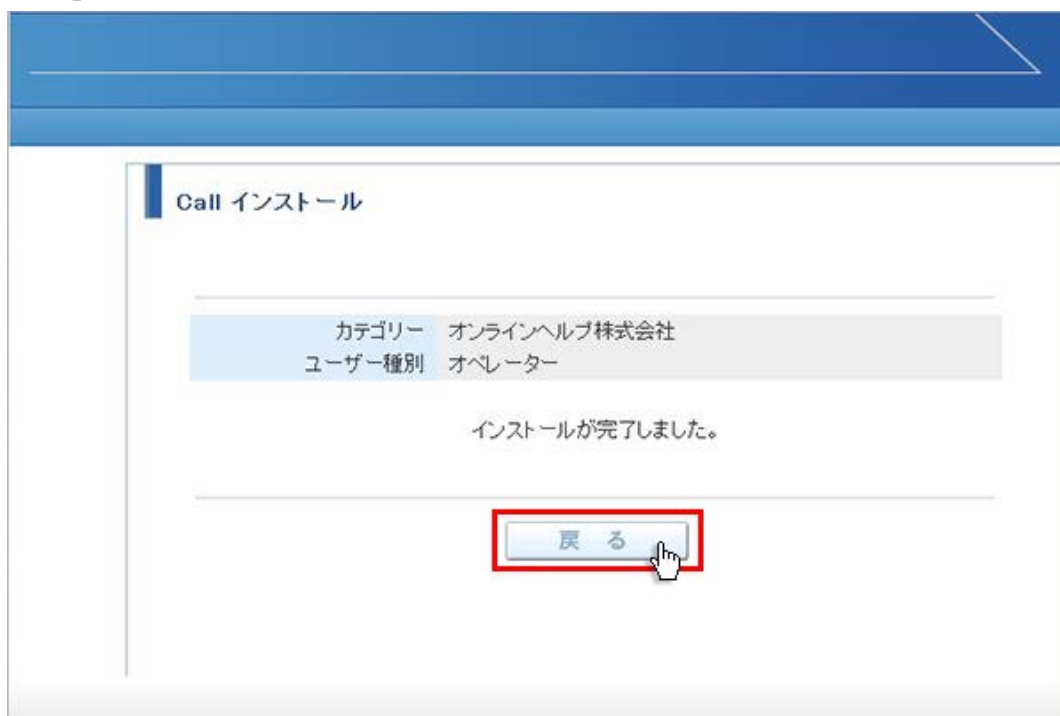 Call インストール
カテゴリー オンラインヘルプ株式会社
ユーザー種別 オペレーター
インストールが完了しました。
戻る